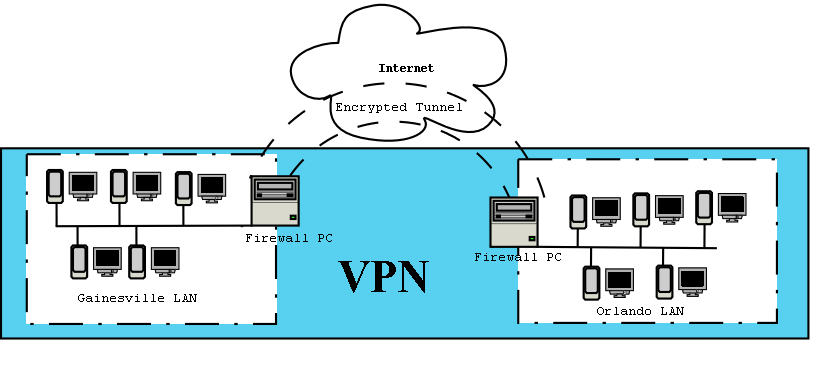 Internet
Encrypted Tunnel
Firewall PC
Firewall PC
VPN
Gainesville LAN
Orlando LAN